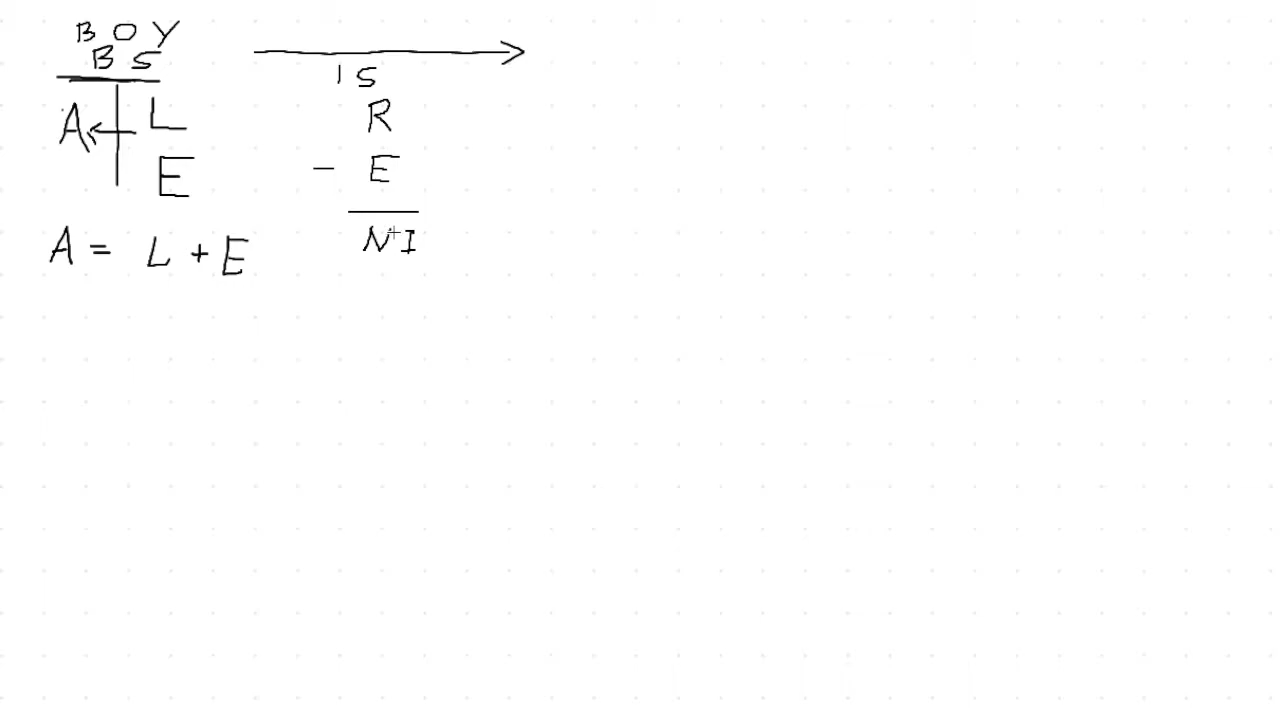 BOY
BS
A L
E
A = L + E
IS
R
- E
N+I